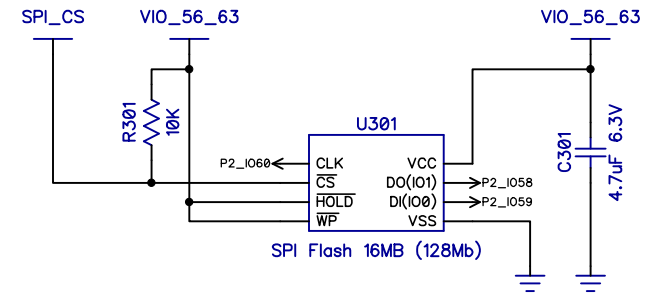 SPI_CS
VIO_56_63
VIO_56_63
R301
10K
U301
C301
4.7uF 6.3V
P2_IO60
CLK
VCC
CS
DO(IO1)
P2_IO58
HOLD
DI(IO0)
P2_IO59
WP
VSS
SPI Flash 16MB (128Mb)